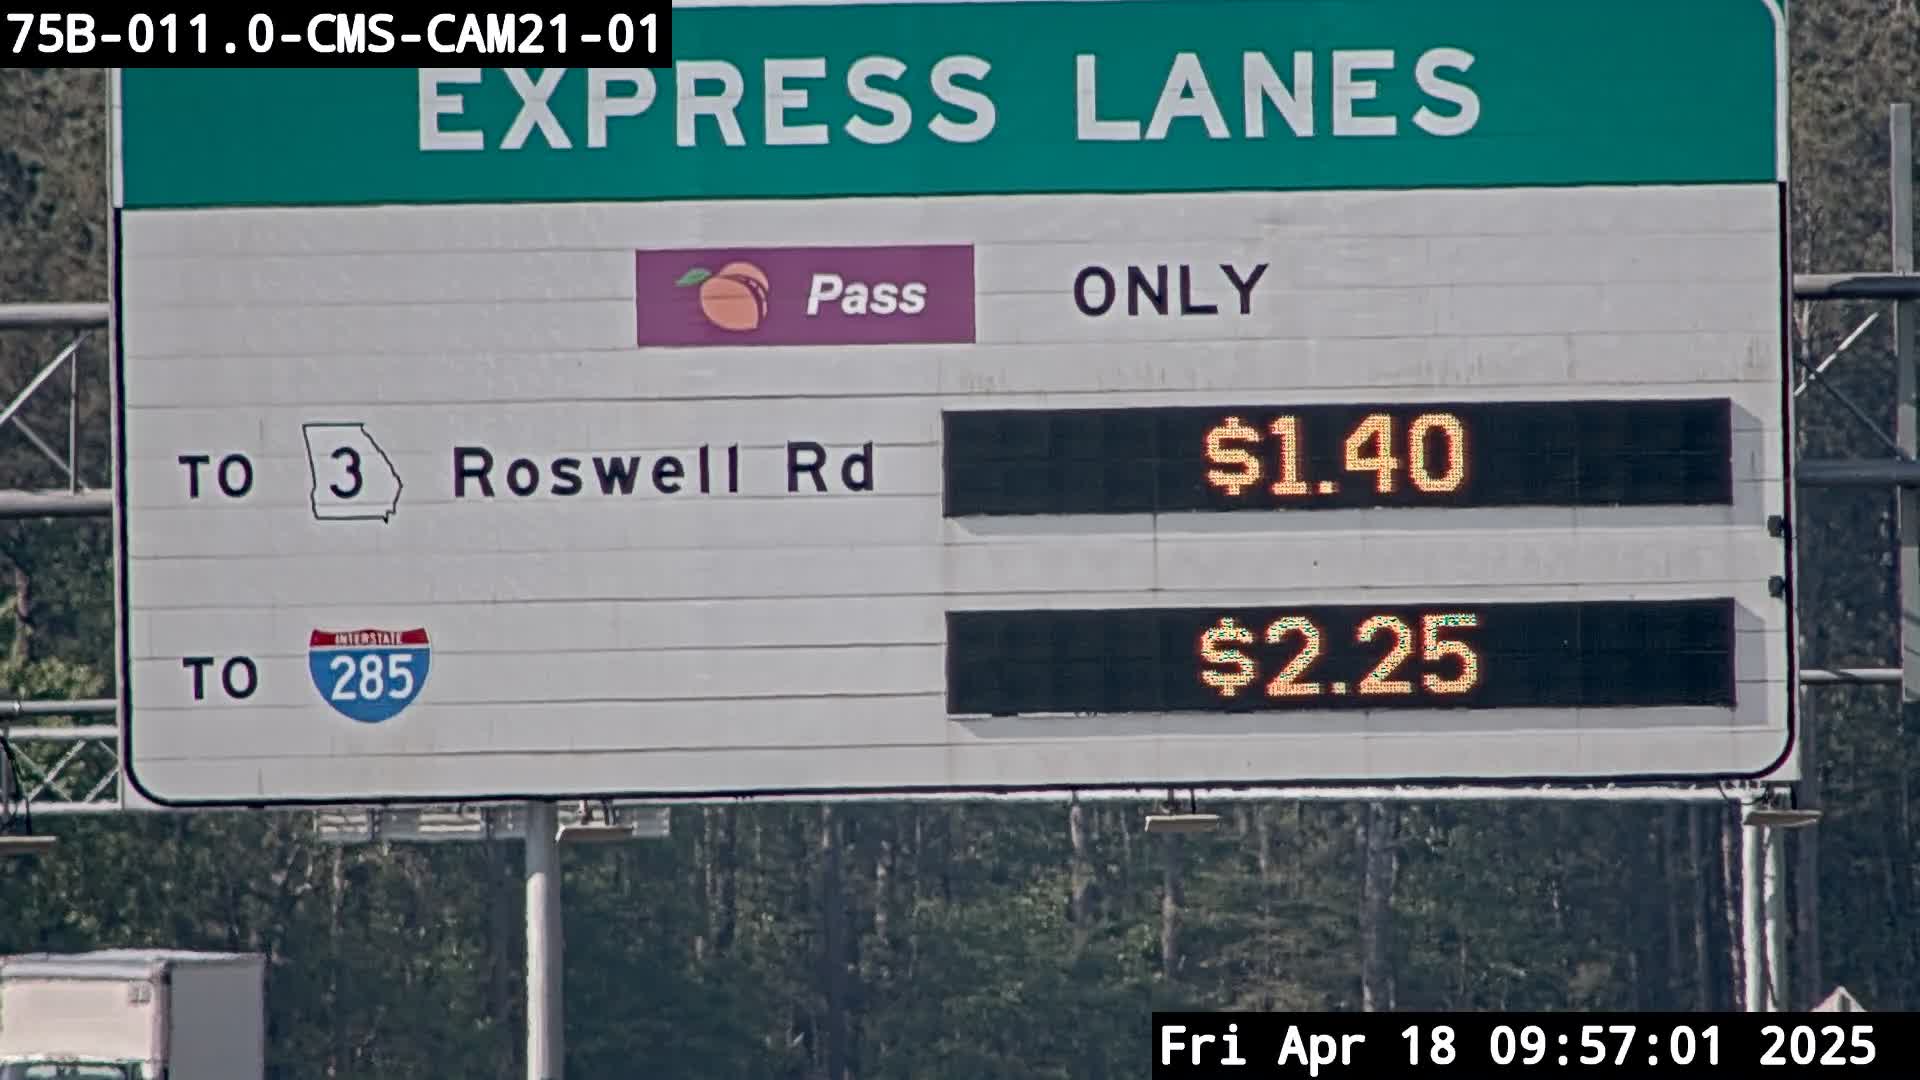 75B-011.0-CMS-CAM21-01
EXPRESS LANES
Pass ONLY
TO 3 Roswell Rd $1.40
TO INTERSTATE 285 $2.25
Fri Apr 18 09:57:01 2025